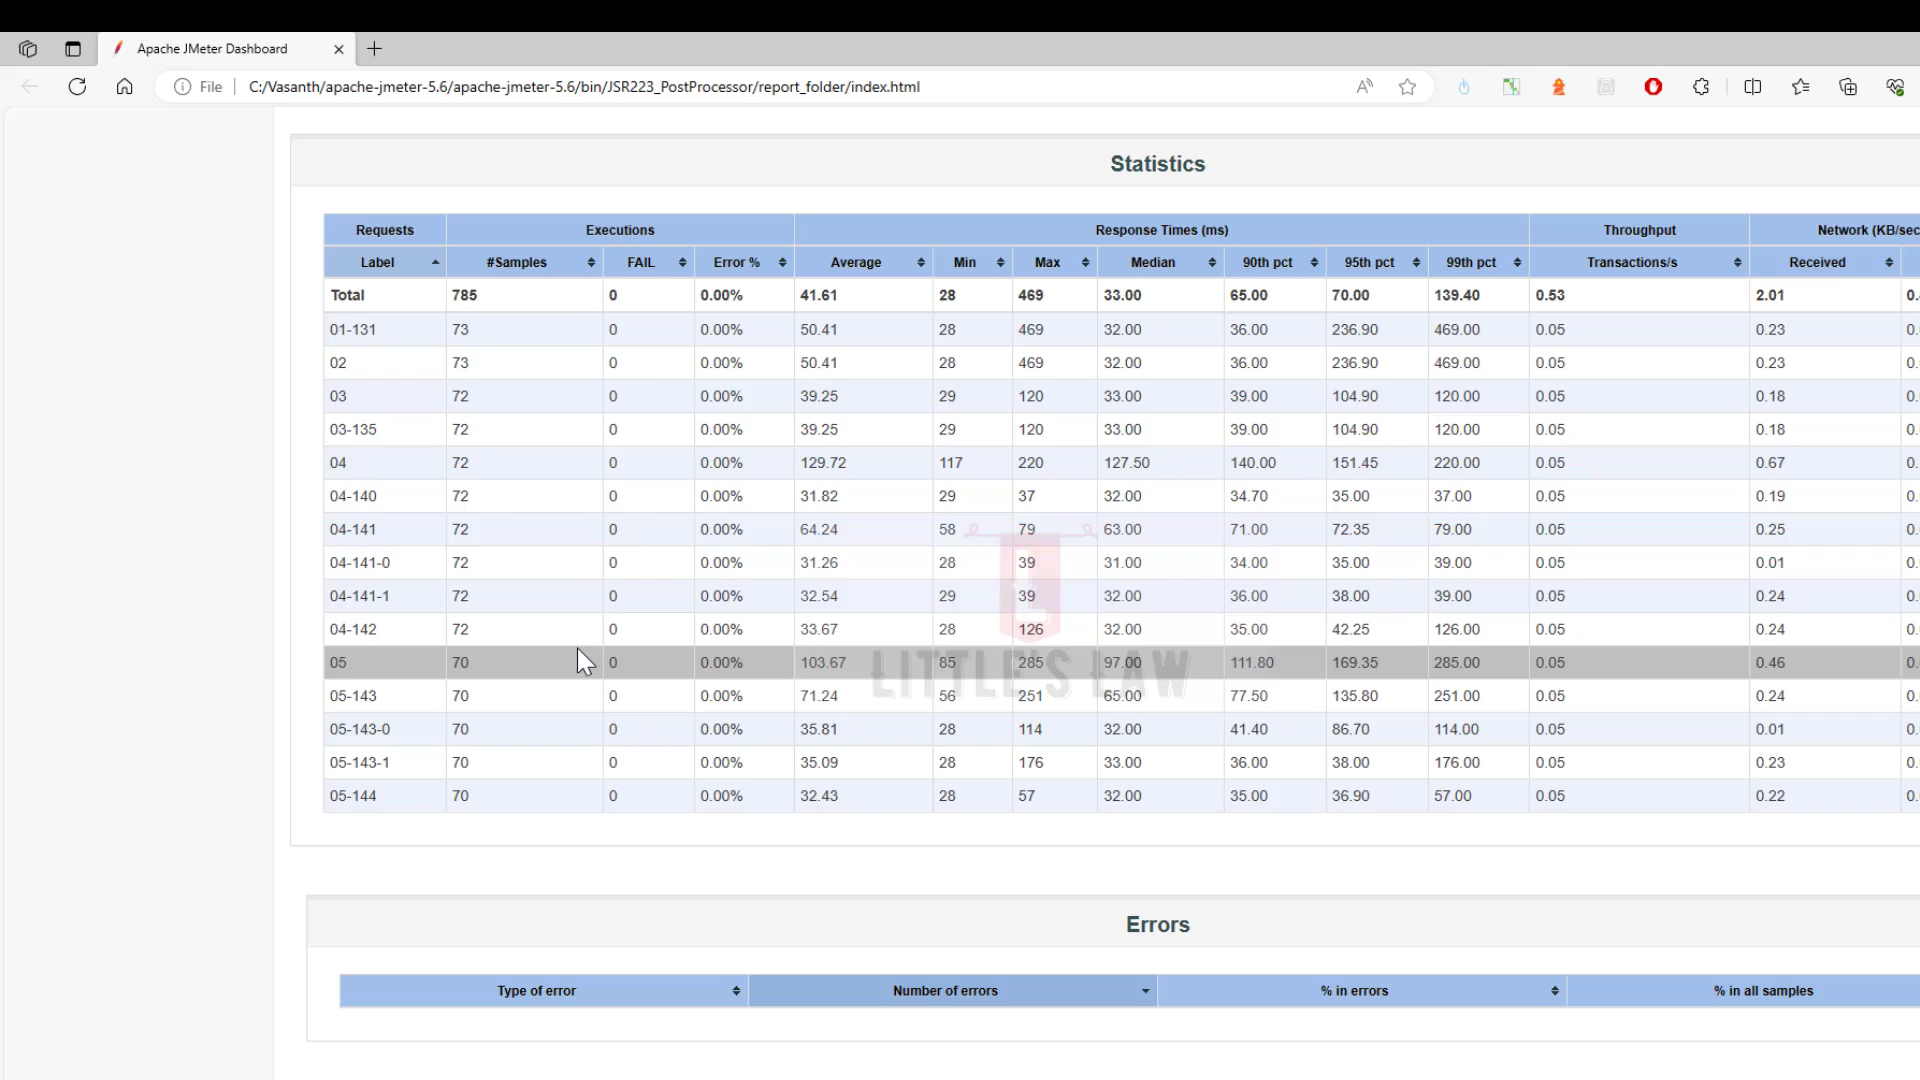 Apache JMeter Dashboard
File C:/Vasanth/apache-jmeter-5.6/apache-jmeter-5.6/bin/JSR223_PostProcessor/report_folder/index.html
Statistics
Requests Executions Response Times (ms) Throughput Network (KB/sec
Label #Samples FAIL Error % Average Min Max Median 90th pct 95th pct 99th pct Transactions/s Received
Total 785 0 0.00% 41.61 28 469 33.00 65.00 70.00 139.40 0.53 2.01 0.
01-131 73 0 0.00% 50.41 28 469 32.00 36.00 236.90 469.00 0.05 0.23 0.
02 73 0 0.00% 50.41 28 469 32.00 36.00 236.90 469.00 0.05 0.23 0.
03 72 0 0.00% 39.25 29 120 33.00 39.00 104.90 120.00 0.05 0.18 0.
03-135 72 0 0.00% 39.25 29 120 33.00 39.00 104.90 120.00 0.05 0.18 0.
04 72 0 0.00% 129.72 117 220 127.50 140.00 151.45 220.00 0.05 0.67 0.
04-140 72 0 0.00% 31.82 29 37 32.00 34.70 35.00 37.00 0.05 0.19 0.
04-141 72 0 0.00% 64.24 58 79 63.00 71.00 72.35 79.00 0.05 0.25 0.
04-141-0 72 0 0.00% 31.26 28 39 31.00 34.00 35.00 39.00 0.05 0.01 0.
04-141-1 72 0 0.00% 32.54 29 39 32.00 36.00 38.00 39.00 0.05 0.24 0.
04-142 72 0 0.00% 33.67 28 126 32.00 35.00 42.25 126.00 0.05 0.24 0.
05 70 0 0.00% 103.67 85 285 97.00 111.80 169.35 285.00 0.05 0.46 0.
LITTLE'S LAW
05-143 70 0 0.00% 71.24 56 251 65.00 77.50 135.80 251.00 0.05 0.24 0.
05-143-0 70 0 0.00% 35.81 28 114 32.00 41.40 86.70 114.00 0.05 0.01 0.
05-143-1 70 0 0.00% 35.09 28 176 33.00 36.00 38.00 176.00 0.05 0.23 0.
05-144 70 0 0.00% 32.43 28 57 32.00 35.00 36.90 57.00 0.05 0.22 0.
Errors
Type of error Number of errors % in errors % in all samples